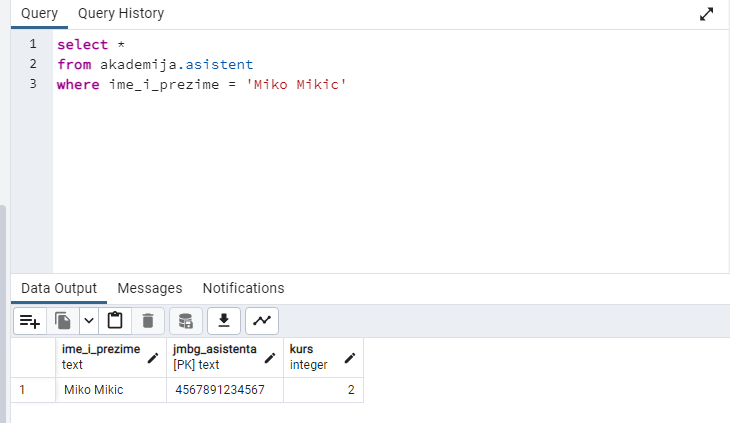 Query Query History
1 select *
2 from akademija.asistent
3 where ime_i_prezime = 'Miko Mikic'
Data Output Messages Notifications
ime_i_prezime jmbg_asistenta kurs
text [PK] text integer
1 Miko Mikic 4567891234567 2